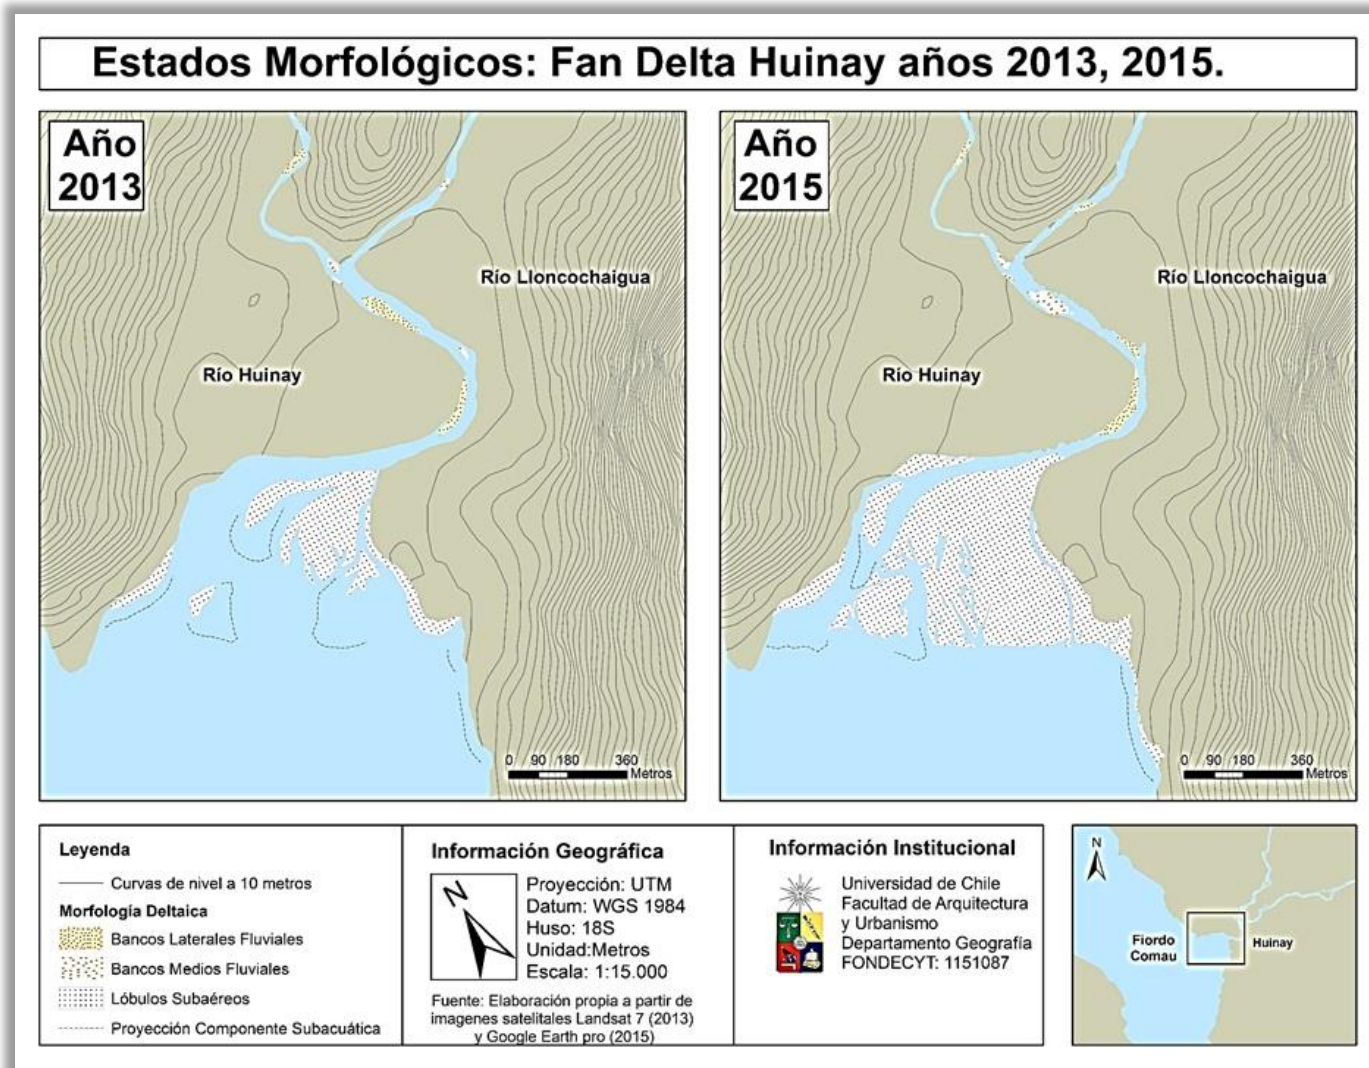 Estados Morfológicos: Fan Delta Huinay años 2013, 2015.
Año
2013
Río Lloncochaigua
Río Huinay
0 90 180 360
Metros
Año
2015
Río Lloncochaigua
Río Huinay
0 90 180 360
Metros
Leyenda
Curvas de nivel a 10 metros
Morfología Deltaica
Bancos Laterales Fluviales
Bancos Medios Fluviales
Lóbulos Subaéreos
Proyección Componente Subacuática
Información Geográfica
N
Proyección: UTM
Datum: WGS 1984
Huso: 18S
Unidad:Metros
Escala: 1:15.000
Fuente: Elaboración propia a partir de
imagenes satelitales Landsat 7 (2013)
y Google Earth pro (2015)
Información Institucional
Universidad de Chile
Facultad de Arquitectura
y Urbanismo
Departamento Geografía
FONDECYT: 1151087
N
Fiordo
Comau
Huinay